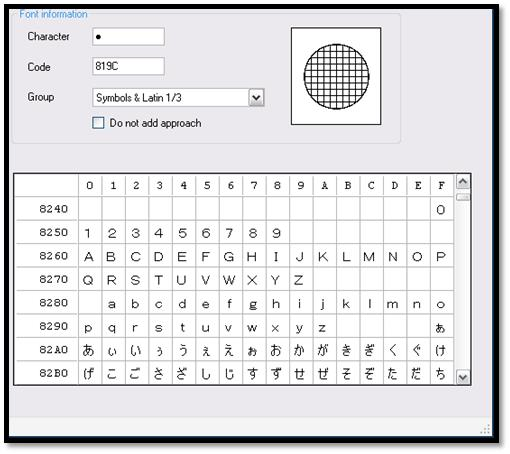 Font information
Character ●
Code 819C
Group Symbols & Latin 1/3
Do not add approach
0 1 2 3 4 5 6 7 8 9 A B C D E F
8240 0
8250 1 2 3 4 5 6 7 8 9
8260 A B C D E F G H I J K L M N O P
8270 Q R S T U V W X Y Z
8280 a b c d e f g h i j k l m n o
8290 p q r s t u v w x y z ぁ
82A0 あ ぃ い ぅ う ぇ え ぉ お か が き ぎ く ぐ け
82B0 げ こ ご さ ざ し じ す ず せ ぜ そ ぞ た だ ち